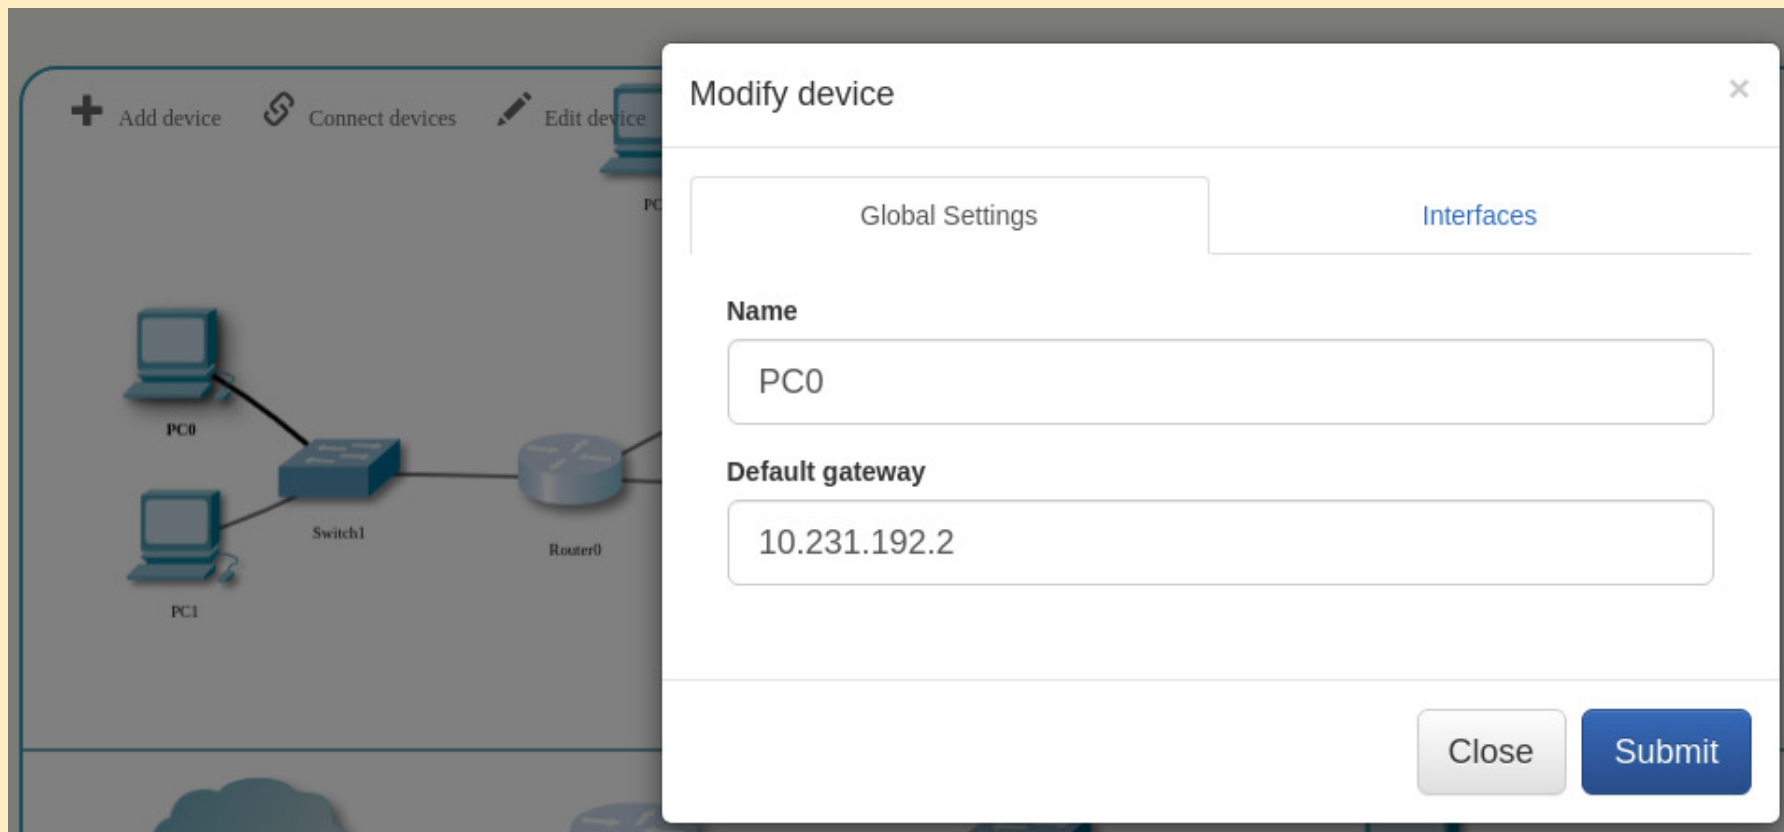 Add device
Connect devices
Edit device
PC0
PC1
Switch1
Router0
Modify device
×
Global Settings
Interfaces
Name
PC0
Default gateway
10.231.192.2
Close
Submit